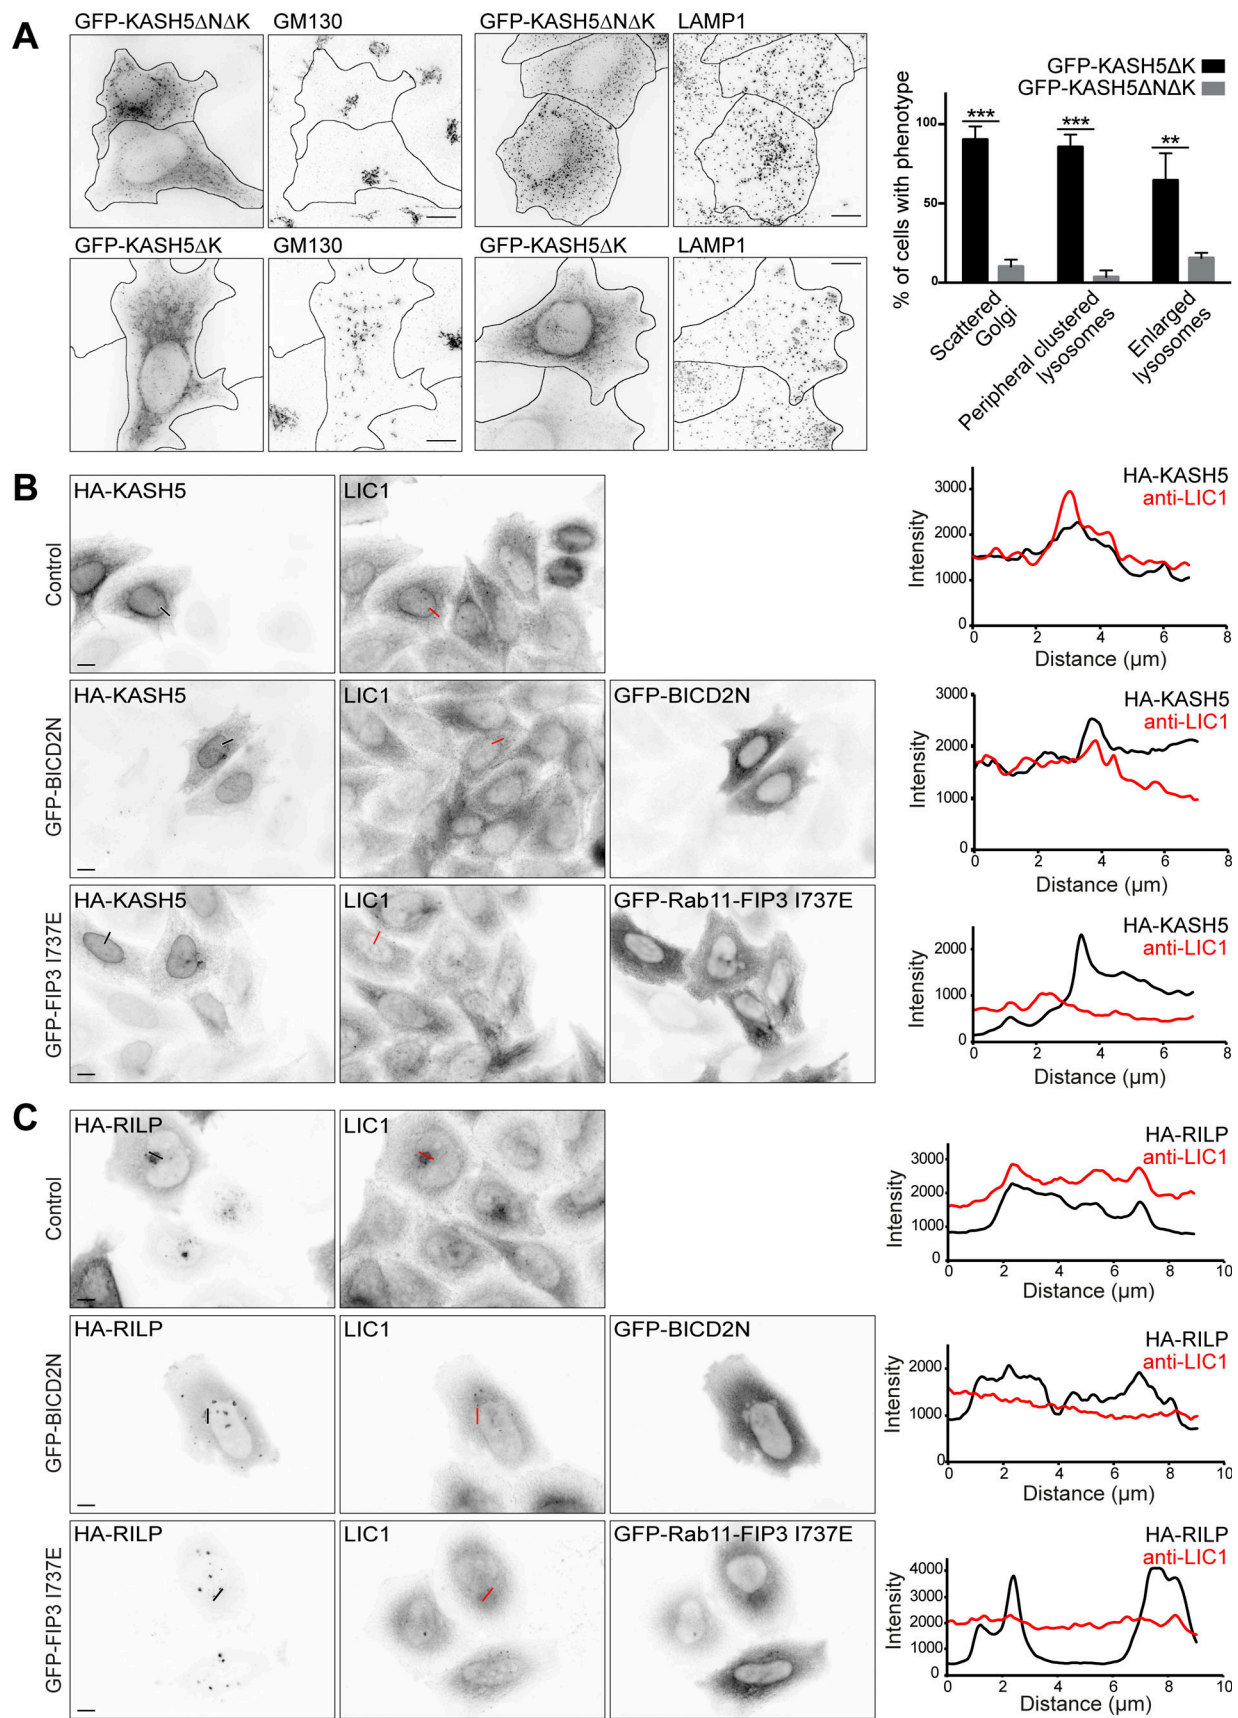 A
GFP-KASH5ΔNΔK
GM130
GFP-KASH5ΔNΔK
LAMP1
GFP-KASH5ΔK
GM130
GFP-KASH5ΔK
LAMP1
GFP-KASH5ΔK
GFP-KASH5ΔNΔK
% of cells with phenotype
100
50
0
***
***
**
Scattered
Golgi
Peripheral clustered
lysosomes
Enlarged
lysosomes
B
Control
HA-KASH5
LIC1
HA-KASH5
anti-LIC1
Intensity
3000
2000
1000
0
0 2 4 6 8
Distance (µm)
GFP-BICD2N
HA-KASH5
LIC1
GFP-BICD2N
HA-KASH5
anti-LIC1
Intensity
3000
2000
1000
0
0 2 4 6 8
Distance (µm)
GFP-FIP3 I737E
HA-KASH5
LIC1
GFP-Rab11-FIP3 I737E
HA-KASH5
anti-LIC1
Intensity
2000
1000
0
0 2 4 6 8
Distance (µm)
C
Control
HA-RILP
LIC1
HA-RILP
anti-LIC1
Intensity
3000
2000
1000
0
0 2 4 6 8 10
Distance (µm)
GFP-BICD2N
HA-RILP
LIC1
GFP-BICD2N
HA-RILP
anti-LIC1
Intensity
2000
1000
0
0 2 4 6 8 10
Distance (µm)
GFP-FIP3 I737E
HA-RILP
LIC1
GFP-Rab11-FIP3 I737E
HA-RILP
anti-LIC1
Intensity
4000
3000
2000
1000
0
0 2 4 6 8 10
Distance (µm)